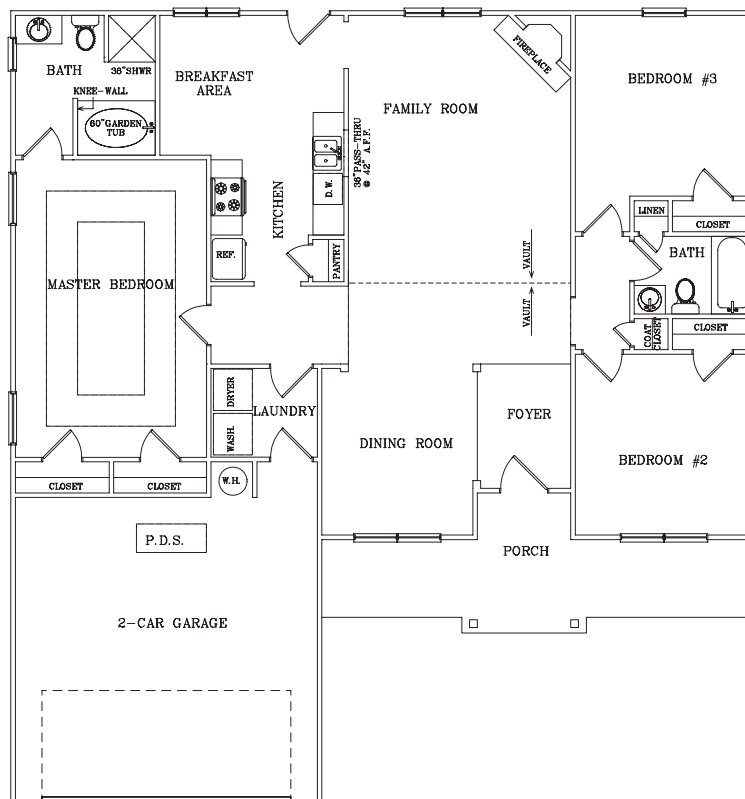 BATH
36"SHWR
KNEE-WALL
60"GARDEN
TUB
BREAKFAST
AREA
FAMILY ROOM
FIREPLACE
BEDROOM #3
36"PASS-THRU
@ 42" A.F.F.
D.W.
KITCHEN
REF.
PANTRY
LINEN
CLOSET
BATH
VAULT
VAULT
MASTER BEDROOM
COAT
CLOSET
CLOSET
DRYER
WASH.
LAUNDRY
DINING ROOM
FOYER
BEDROOM #2
CLOSET
CLOSET
W.H.
P.D.S.
PORCH
2-CAR GARAGE